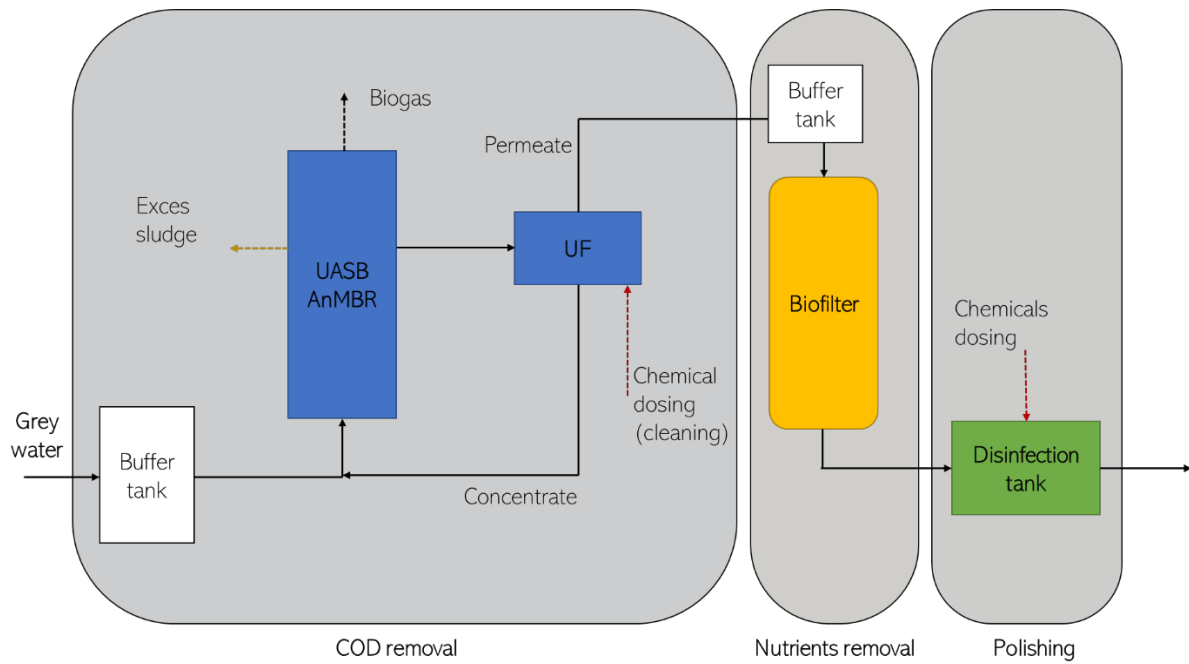 Grey
water
Buffer
tank
Exces
sludge
Biogas
UASB
AnMBR
Permeate
UF
Chemical
dosing
(cleaning)
Concentrate
COD removal
Buffer
tank
Biofilter
Nutrients removal
Chemicals
dosing
Disinfection
tank
Polishing